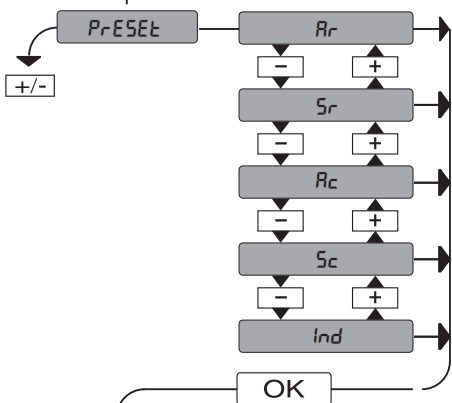 PrESEt Ar
- +
+/-
Sr
- +
Ac
- +
Sc
- +
Ind
OK